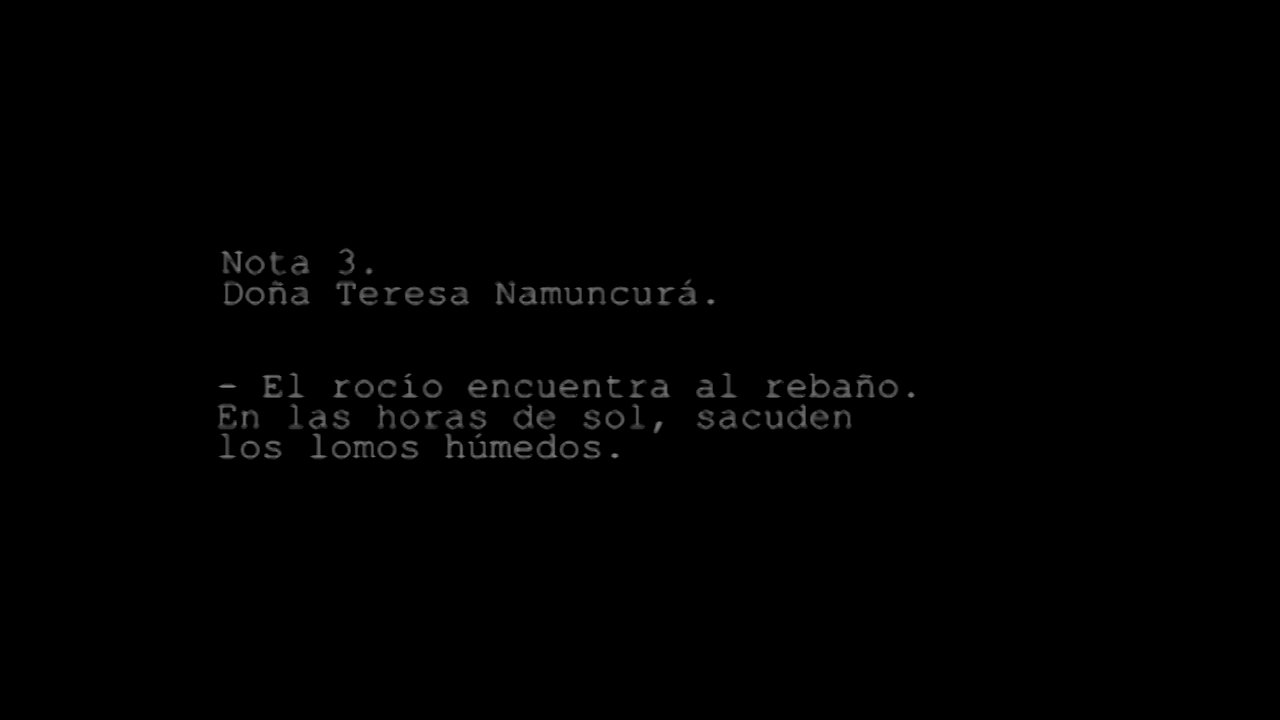 Nota 3.
Doña Teresa Namuncurá.
- El rocío encuentra al rebaño.
En las horas de sol, sacuden
los lomos húmedos.